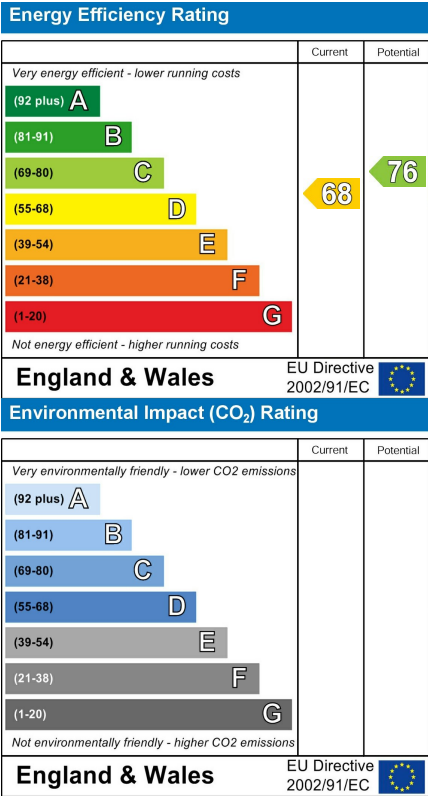 Energy Efficiency Rating
Current Potential
Very energy efficient - lower running costs
(92 plus) A
(81-91) B
(69-80) C
76
(55-68) D
68
(39-54) E
(21-38) F
(1-20) G
Not energy efficient - higher running costs
England & Wales
EU Directive
2002/91/EC
Environmental Impact (CO₂) Rating
Current Potential
Very environmentally friendly - lower CO2 emissions
(92 plus) A
(81-91) B
(69-80) C
(55-68) D
(39-54) E
(21-38) F
(1-20) G
Not environmentally friendly - higher CO2 emissions
England & Wales
EU Directive
2002/91/EC